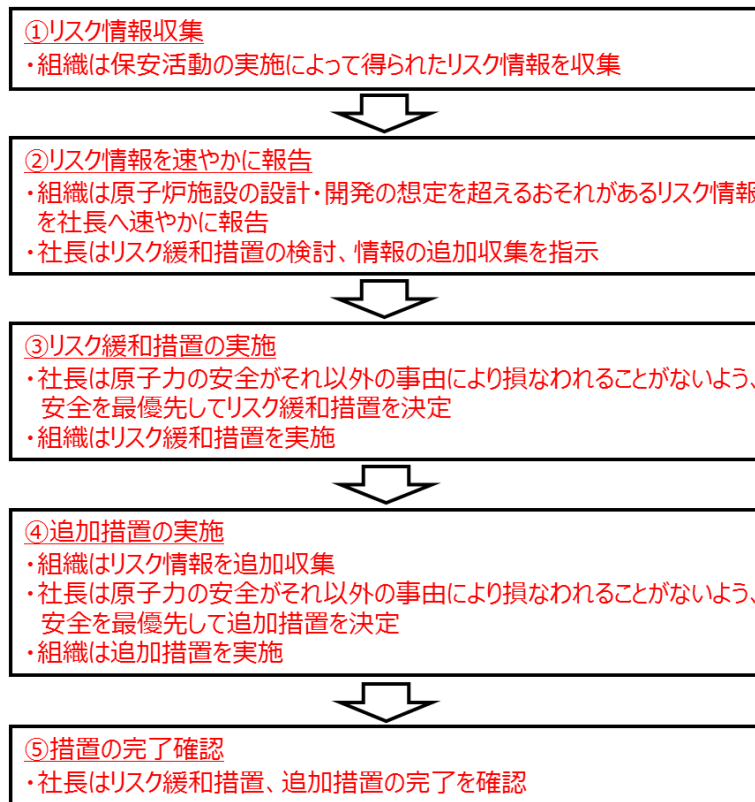 ①リスク情報収集
・組織は保安活動の実施によって得られたリスク情報を収集
②リスク情報を速やかに報告
・組織は原子炉施設の設計・開発の想定を超えるおそれがあるリスク情報
を社長へ速やかに報告
・社長はリスク緩和措置の検討、情報の追加収集を指示
③リスク緩和措置の実施
・社長は原子力の安全がそれ以外の事由により損なわれることがないよう、
安全を最優先してリスク緩和措置を決定
・組織はリスク緩和措置を実施
④追加措置の実施
・組織はリスク情報を追加収集
・社長は原子力の安全がそれ以外の事由により損なわれることがないよう、
安全を最優先して追加措置を決定
・組織は追加措置を実施
⑤措置の完了確認
・社長はリスク緩和措置、追加措置の完了を確認